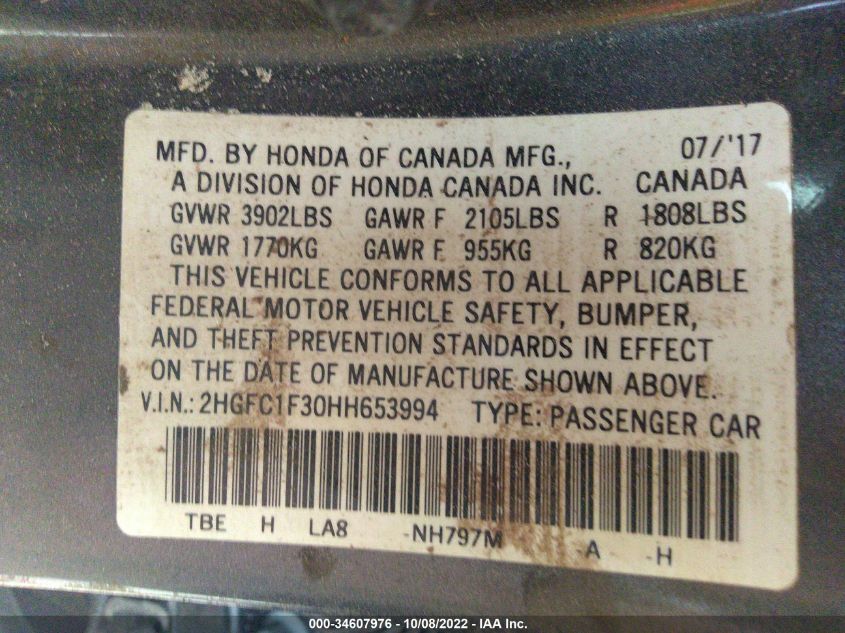 MFD. BY HONDA OF CANADA MFG., 07/'17
A DIVISION OF HONDA CANADA INC. CANADA
GVWR 3902LBS GAWR F 2105LBS R 1808LBS
GVWR 1770KG GAWR F 955KG R 820KG
THIS VEHICLE CONFORMS TO ALL APPLICABLE
FEDERAL MOTOR VEHICLE SAFETY, BUMPER,
AND THEFT PREVENTION STANDARDS IN EFFECT
ON THE DATE OF MANUFACTURE SHOWN ABOVE.
V.I.N.: 2HGFC1F30HH653994 TYPE: PASSENGER CAR
TBE H LA8 -NH797M -A -H
000-34607976 - 10/08/2022 - IAA Inc.